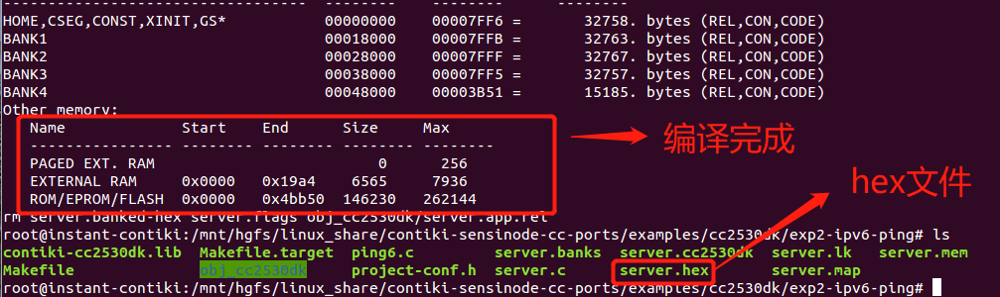 HOME,CSEG,CONST,XINIT,GS* 00000000 00007FF6 = 32758. bytes (REL,CON,CODE)
BANK1 00018000 00007FFB = 32763. bytes (REL,CON,CODE)
BANK2 00028000 00007FFF = 32767. bytes (REL,CON,CODE)
BANK3 00038000 00007FF5 = 32757. bytes (REL,CON,CODE)
BANK4 00048000 00003B51 = 15185. bytes (REL,CON,CODE)
Other memory:
Name Start End Size Max
---------------- -------- -------- -------- --------
PAGED EXT. RAM 0 256
EXTERNAL RAM 0x0000 0x19a4 6565 7936
ROM/EPROM/FLASH 0x0000 0x4bb50 146230 262144
编译完成
hex文件
rm server.banked-hex server.flags obj_cc2530dk/server.app.rel
root@instant-contiki:/mnt/hgfs/linux_share/contiki-sensinode-cc-ports/examples/cc2530dk/exp2-ipv6-ping# ls
contiki-cc2530dk.lib Makefile.target ping6.c server.banks server.cc2530dk server.lk server.mem
Makefile obj_cc2530dk project-conf.h server.c server.hex server.map
root@instant-contiki:/mnt/hgfs/linux_share/contiki-sensinode-cc-ports/examples/cc2530dk/exp2-ipv6-ping#